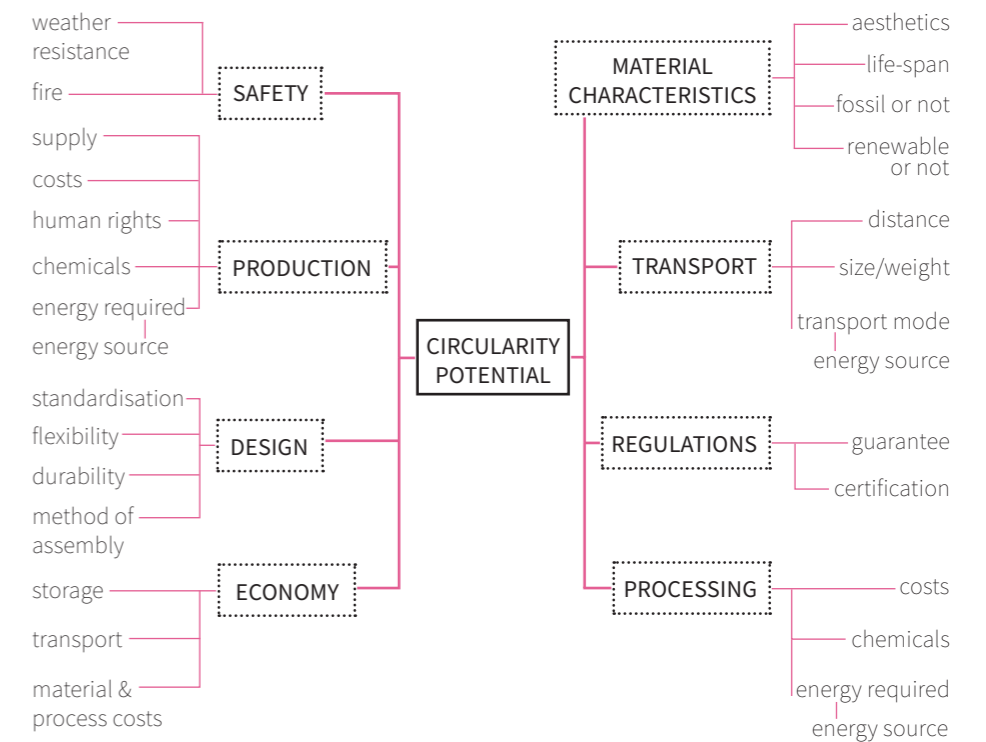 weather
resistance
fire
SAFETY
supply
costs
human rights
chemicals
energy required
energy source
PRODUCTION
standardisation
flexibility
durability
method of
assembly
DESIGN
storage
transport
material &
process costs
ECONOMY
CIRCULARITY
POTENTIAL
MATERIAL
CHARACTERISTICS
aesthetics
life-span
fossil or not
renewable
or not
TRANSPORT
distance
size/weight
transport mode
energy source
REGULATIONS
guarantee
certification
PROCESSING
costs
chemicals
energy required
energy source